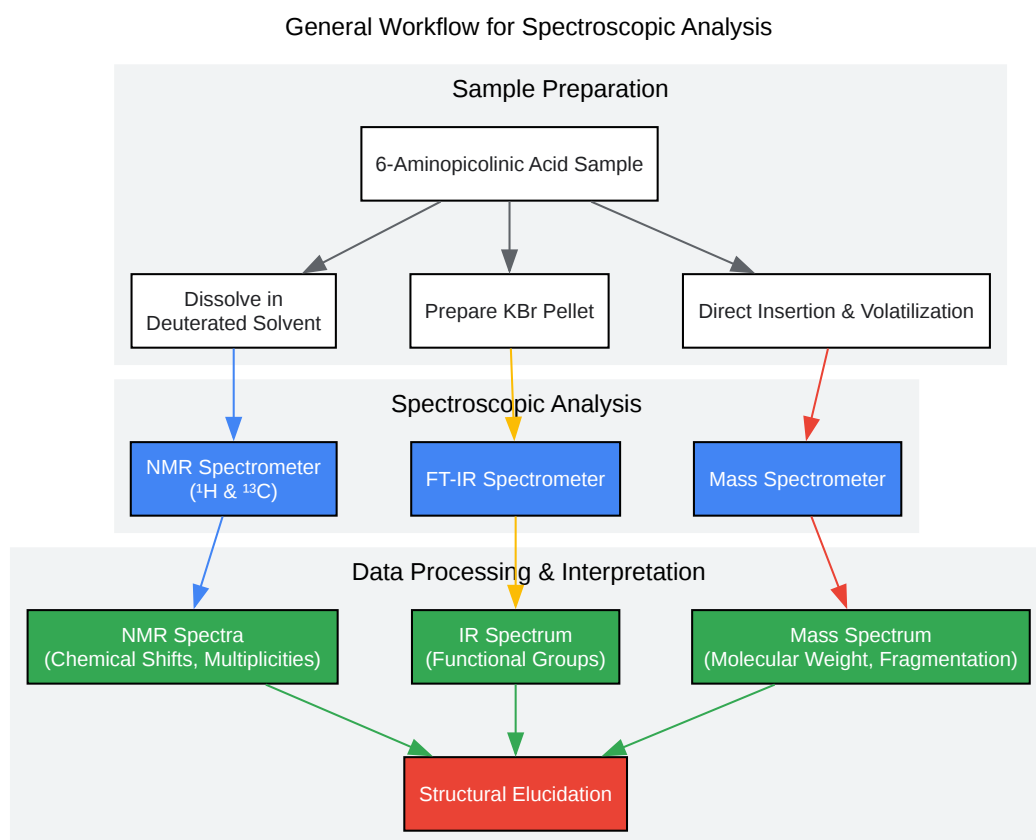 General Workflow for Spectroscopic Analysis
Sample Preparation
6-Aminopicolinic Acid Sample
Dissolve in
Deuterated Solvent
Prepare KBr Pellet
Direct Insertion & Volatilization
Spectroscopic Analysis
NMR Spectrometer
(¹H & ¹³C)
FT-IR Spectrometer
Mass Spectrometer
Data Processing & Interpretation
NMR Spectra
(Chemical Shifts, Multiplicities)
IR Spectrum
(Functional Groups)
Mass Spectrum
(Molecular Weight, Fragmentation)
Structural Elucidation